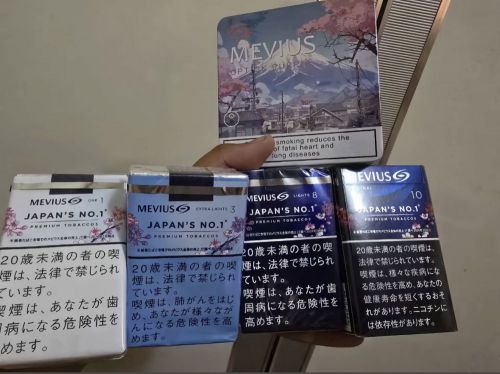 MEVIUS
smoking reduces the
of fatal heart and
lung diseases
MEVIUS ONE 1
JAPAN'S NO.1
PREMIUM TOBACCOS
20歳未満の者の喫
煙は、法律で禁じられ
ています。
喫煙は、あなたが歯
周病になる危険性を
高めます。
MEVIUS EXTRA LIGHTS 3
JAPAN'S NO.1
PREMIUM TOBACCOS
20歳未満の者の喫
煙は、法律で禁じられ
ています。
喫煙は、肺がんをはじ
め、あなたが様々なが
んになる危険性を高
めます。
MEVIUS LIGHTS 8
JAPAN'S NO.1
PREMIUM TOBACCOS
20歳未満の者の喫
煙は、法律で禁じられ
ています。
喫煙は、あなたが歯
周病になる危険性を
高めます。
MEVIUS
10
JAPAN'S NO.1
PREMIUM TOBACCOS
20歳未満の者の喫煙
は、法律で禁じられてい
ます。
喫煙は、様々な疾病に
なる危険性を高め、あなたの
健康寿命を短くするおそ
れがあります。ニコチンに
は依存性があります。